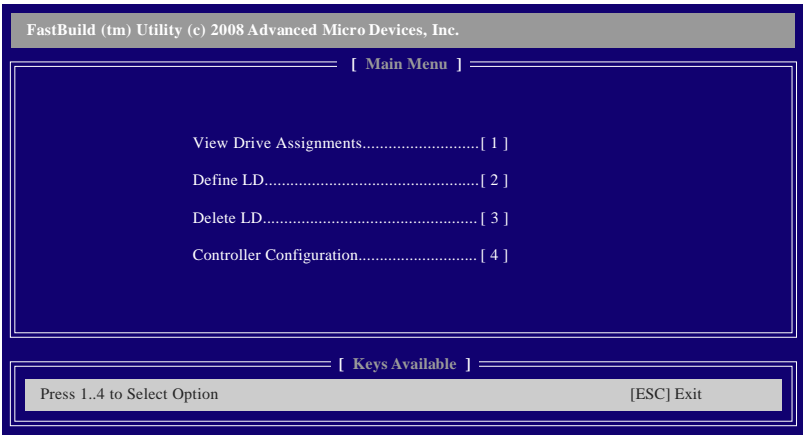 FastBuild (tm) Utility (c) 2008 Advanced Micro Devices, Inc.
[ Main Menu ]
View Drive Assignments...........................[ 1 ]
Define LD..................................................[ 2 ]
Delete LD.................................................. [ 3 ]
Controller Configuration............................ [ 4 ]
[ Keys Available ]
Press 1..4 to Select Option [ESC] Exit